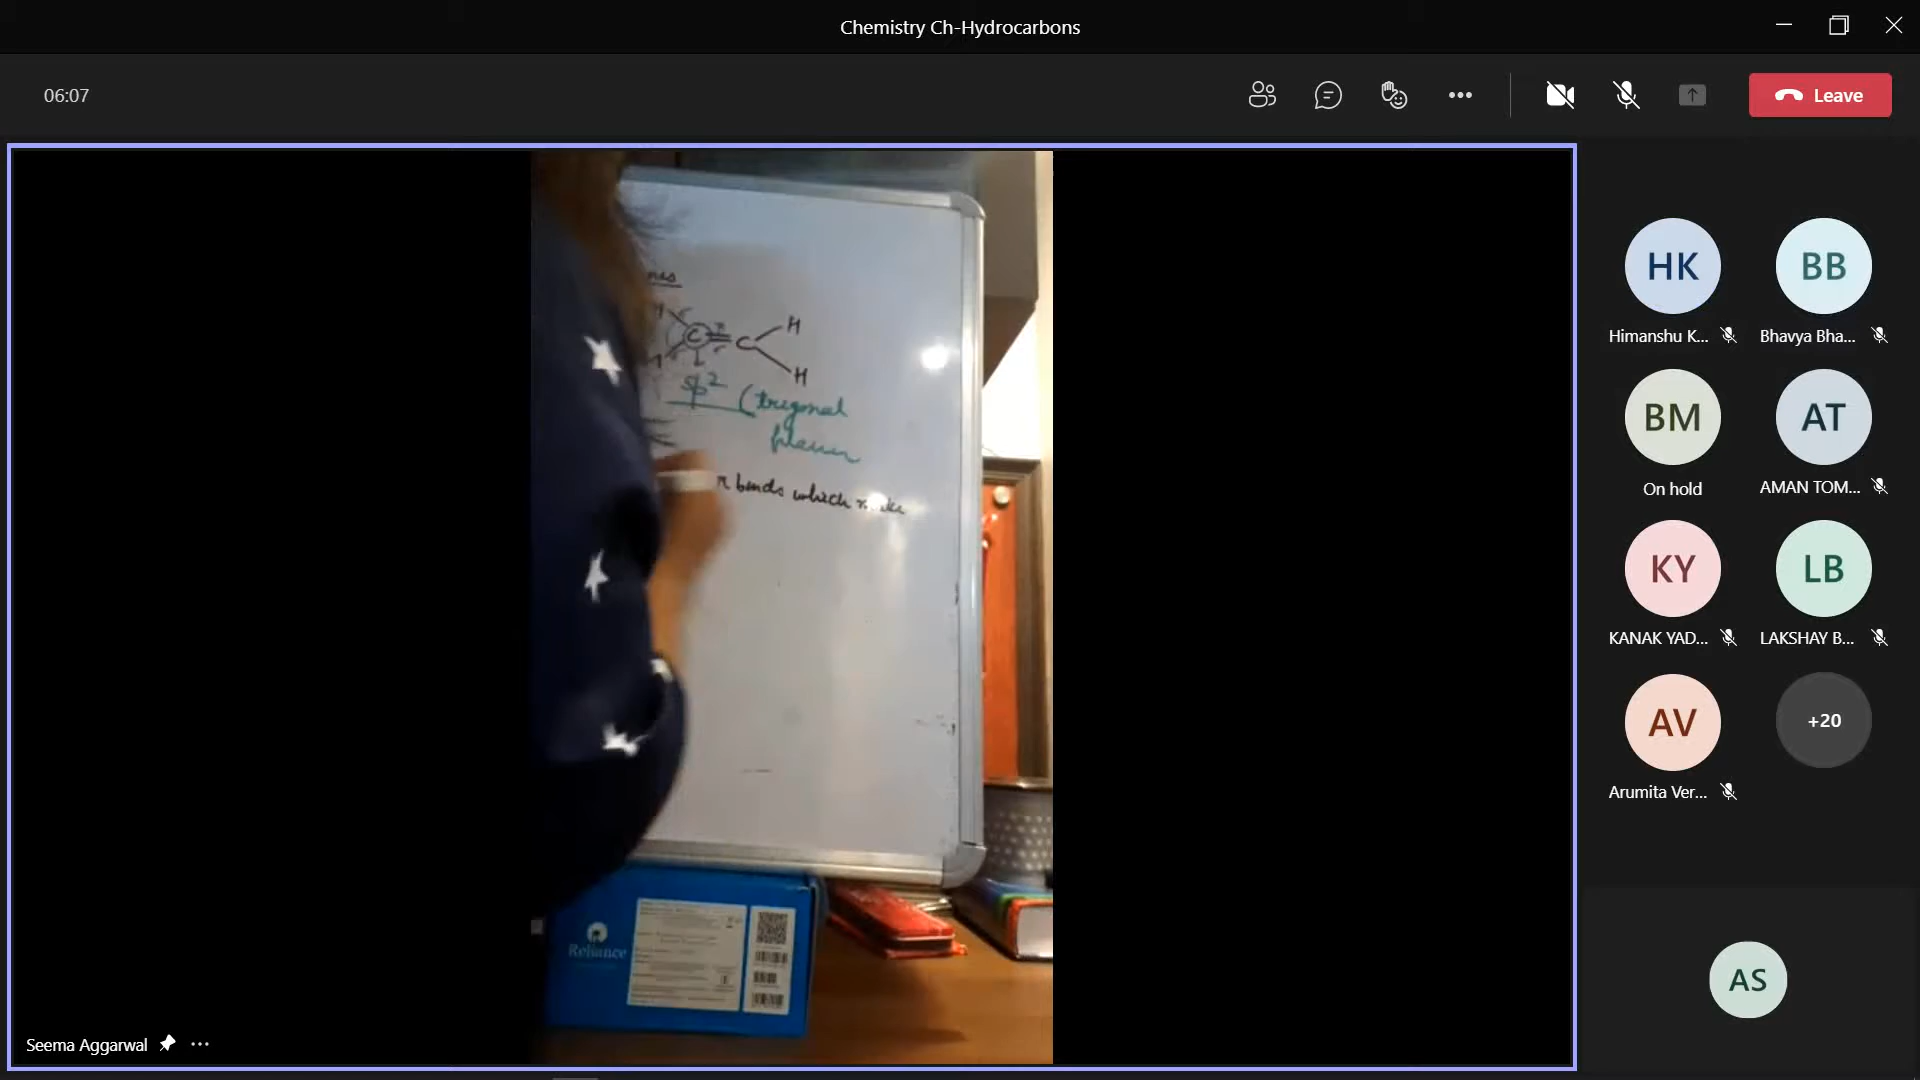 Chemistry Ch-Hydrocarbons
06:07
Leave
H
C
C
H
H
sp²
(trigonal
planar
π bonds which make
Reliance
HK
BB
Himanshu K...
Bhavya Bha...
BM
AT
On hold
AMAN TOM...
KY
LB
KANAK YAD...
LAKSHAY B...
AV
+20
Arumita Ver...
AS
Seema Aggarwal